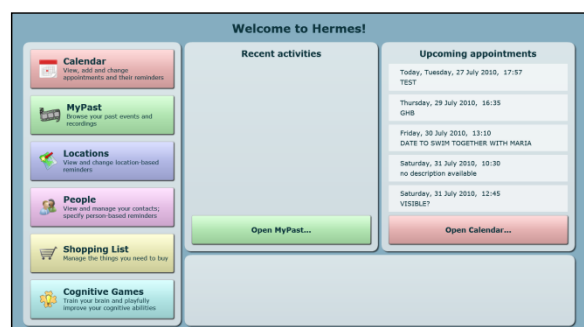 Welcome to Hermes!
Calendar
View, add and change
appointments and their reminders
MyPast
Browse your past events and
recordings
Locations
View and change location-based
reminders
People
View and manage your contacts;
specify person-based reminders
Shopping List
Manage the things you need to buy
Cognitive Games
Train your brain and playfully
improve your cognitive abilities
Recent activities
Open MyPast...
Upcoming appointments
Today, Tuesday, 27 July 2010, 17:57
TEST
Thursday, 29 July 2010, 16:35
GHB
Friday, 30 July 2010, 13:10
DATE TO SWIM TOGETHER WITH MARIA
Saturday, 31 July 2010, 10:30
no description available
Saturday, 31 July 2010, 12:45
VISIBLE?
Open Calendar...